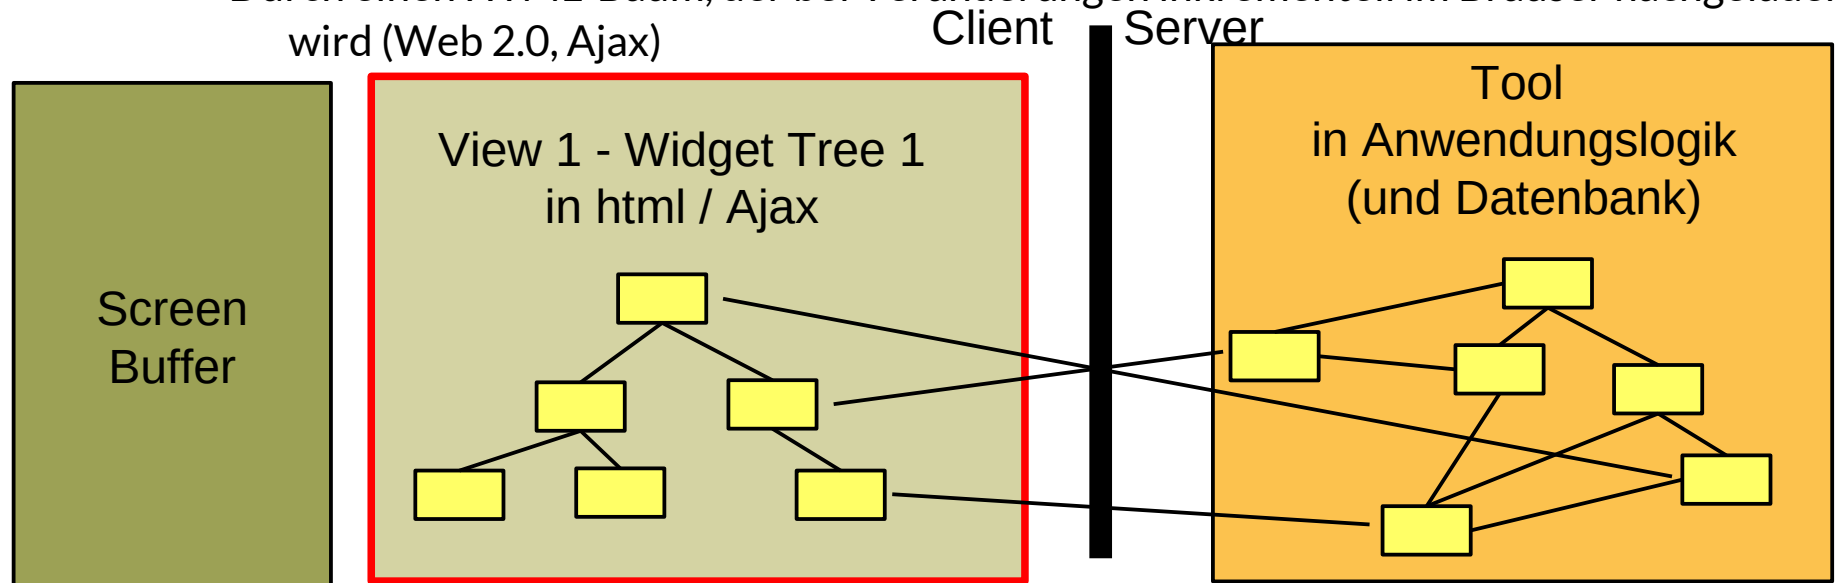 wird (Web 2.0, Ajax)
Client Server
Tool
in Anwendungslogik
(und Datenbank)
View 1 - Widget Tree 1
in html / Ajax
Screen
Buffer